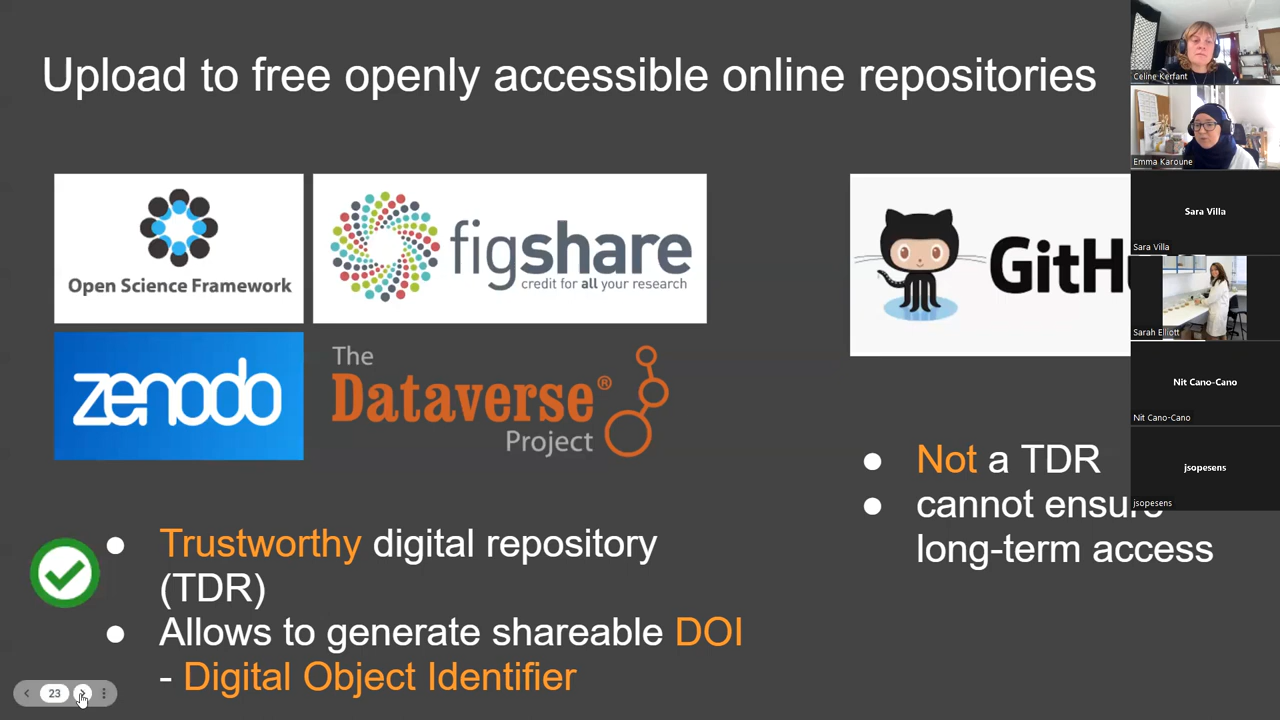 Upload to free openly accessible online repositories
Open Science Framework
figshare
credit for all your research
zenodo
The
Dataverse®
Project
Trustworthy digital repository
(TDR)
Allows to generate shareable DOI
- Digital Object Identifier
GitHu
Not a TDR
cannot ensure
long-term access
23
Celine Kerfant
Emma Karoune
Sara Villa
Sara Villa
Sarah Elliott
Nit Cano-Cano
Nit Cano-Cano
jsopesens
jsopesens